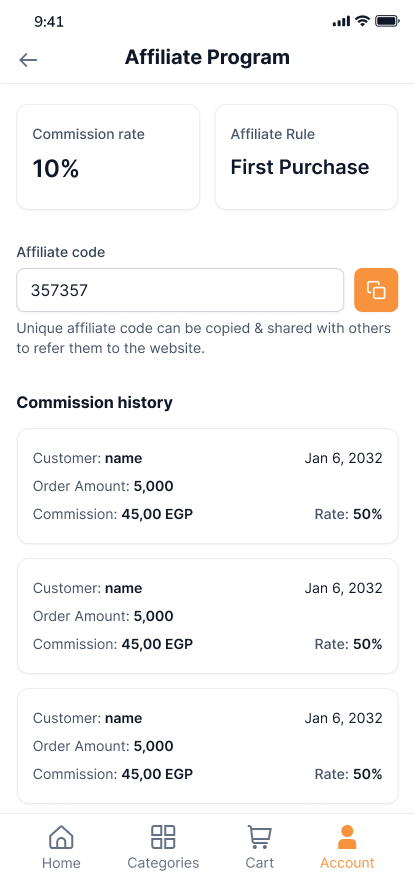 9:41
Affiliate Program
Commission rate
10%
Affiliate Rule
First Purchase
Affiliate code
357357
Unique affiliate code can be copied & shared with others
to refer them to the website.
Commission history
Customer: name Jan 6, 2032
Order Amount: 5,000
Commission: 45,00 EGP Rate: 50%
Customer: name Jan 6, 2032
Order Amount: 5,000
Commission: 45,00 EGP Rate: 50%
Customer: name Jan 6, 2032
Order Amount: 5,000
Commission: 45,00 EGP Rate: 50%
Home Categories Cart Account